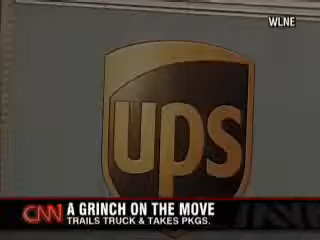 WLNE
ups
CNN
A GRINCH ON THE MOVE
TRAILS TRUCK & TAKES PKGS.